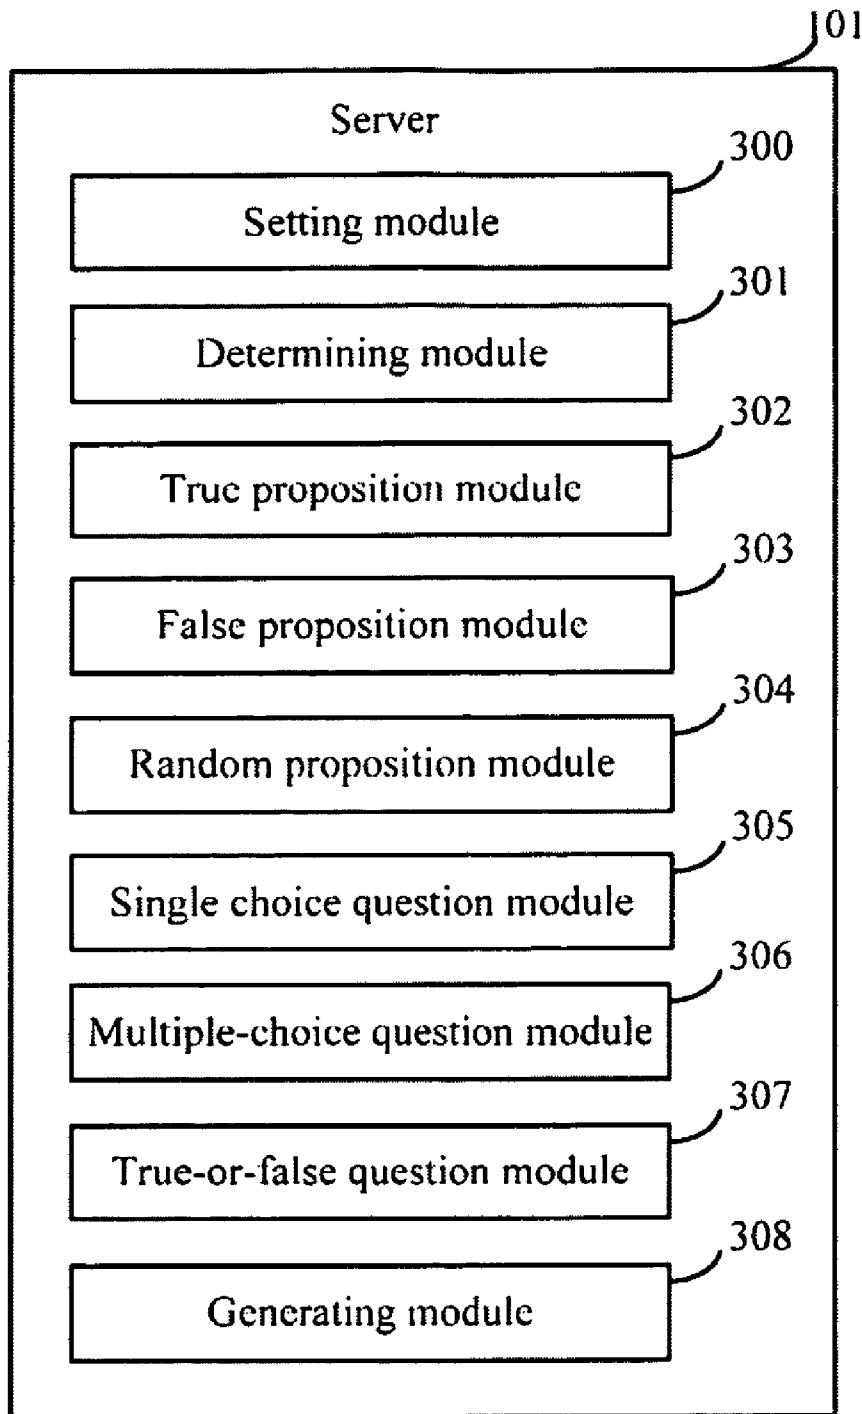 101
Server
300
Setting module
301
Determining module
302
True proposition module
303
False proposition module
304
Random proposition module
305
Single choice question module
306
Multiple-choice question module
307
True-or-false question module
308
Generating module